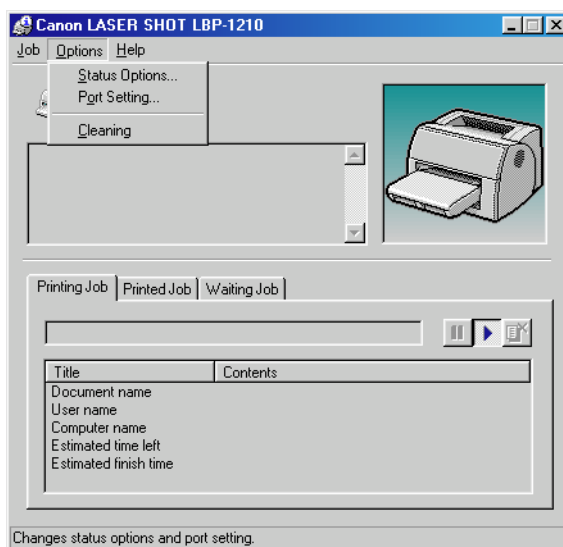 Canon LASER SHOT LBP-1210
Job Options Help
Status Options...
Port Setting...
Cleaning
Printing Job Printed Job Waiting Job
Title Contents
Document name
User name
Computer name
Estimated time left
Estimated finish time
Changes status options and port setting.